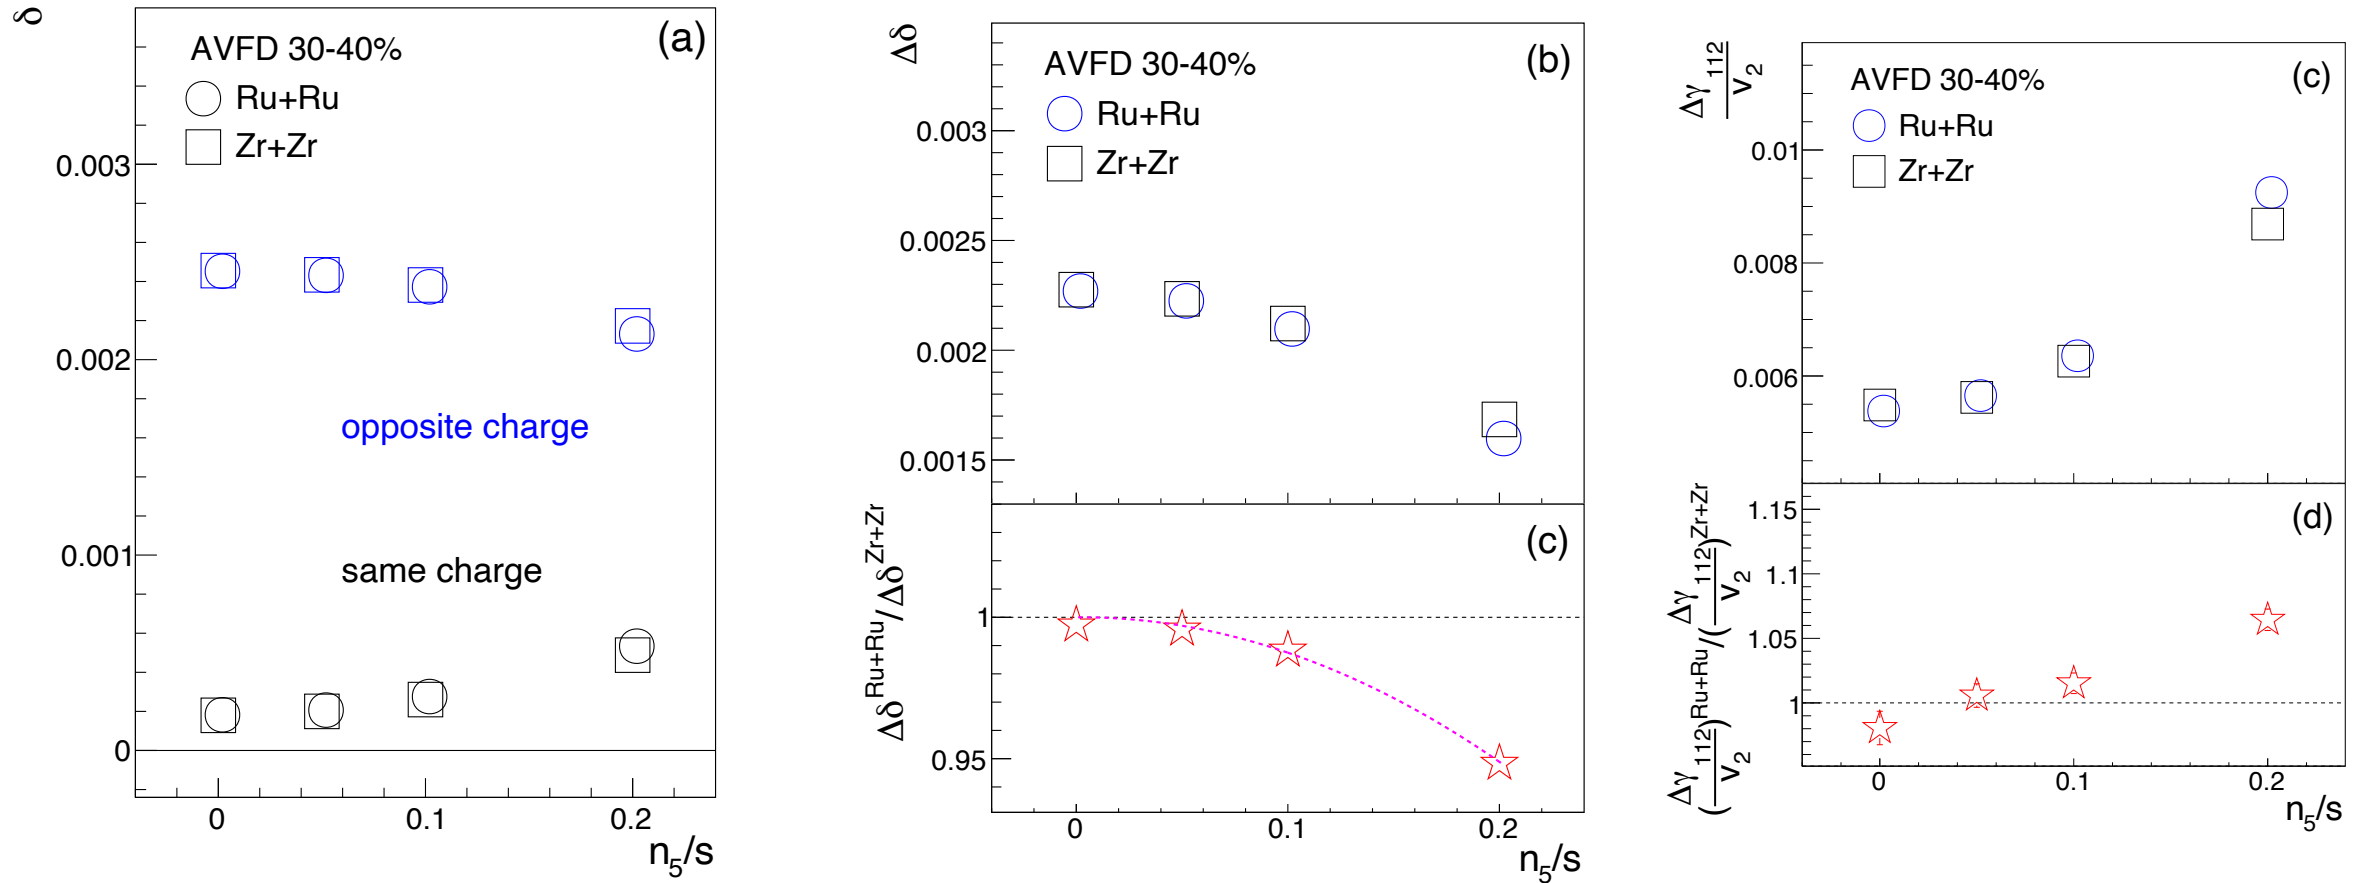 δ
(a)
AVFD 30-40%
Ru+Ru
Zr+Zr
0.003
0.002
0.001
0
opposite charge
same charge
0
0.1
0.2
n₅/s
Δδ
(b)
AVFD 30-40%
Ru+Ru
Zr+Zr
0.003
0.0025
0.002
0.0015
Δδ^Ru+Ru/Δδ^Zr+Zr
(c)
1
0.95
0
0.1
0.2
n₅/s
Δγ₁₁₂/v₂
(c)
AVFD 30-40%
Ru+Ru
Zr+Zr
0.01
0.008
0.006
(Δγ₁₁₂/v₂)^Ru+Ru/(Δγ₁₁₂/v₂)^Zr+Zr
(d)
1.15
1.1
1.05
1
0
0.1
0.2
n₅/s